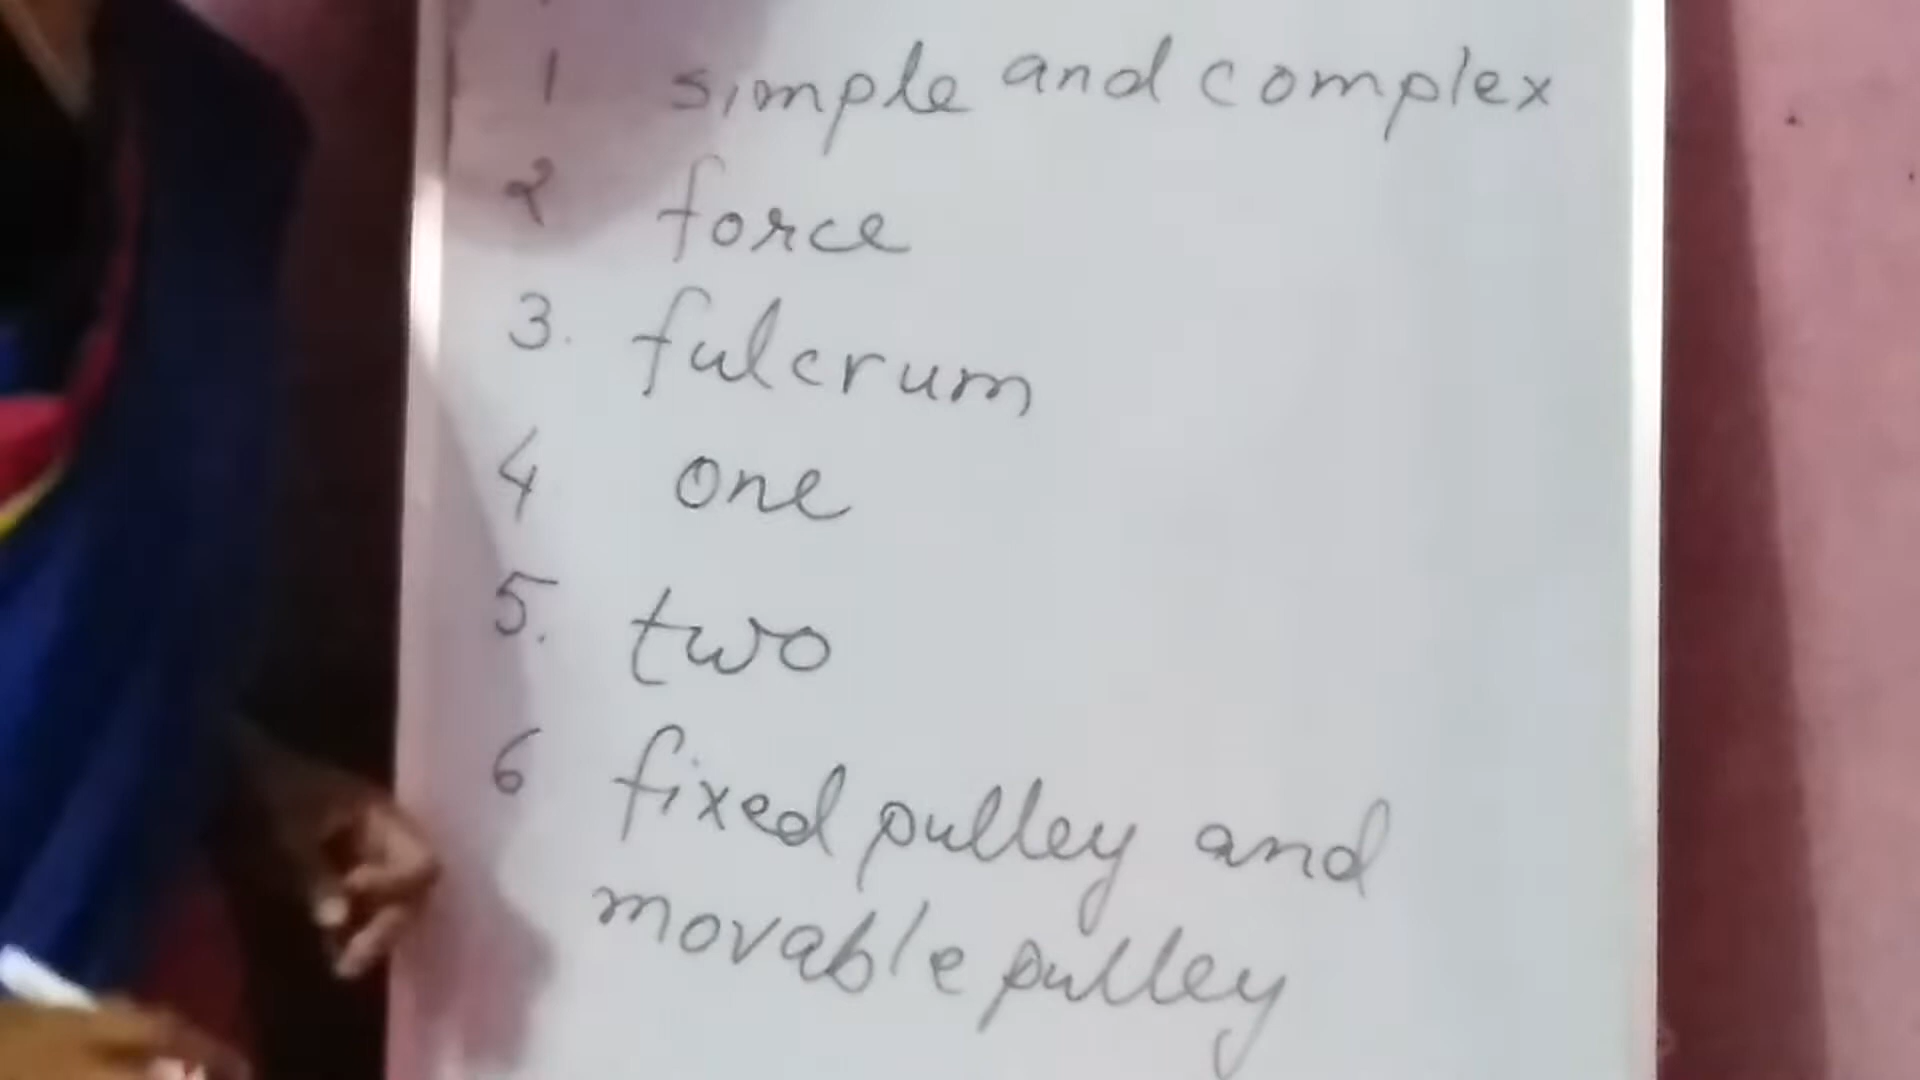 1 simple and complex
2 force
3. fulcrum
4 one
5. two
6 fixed pulley and
movable pulley